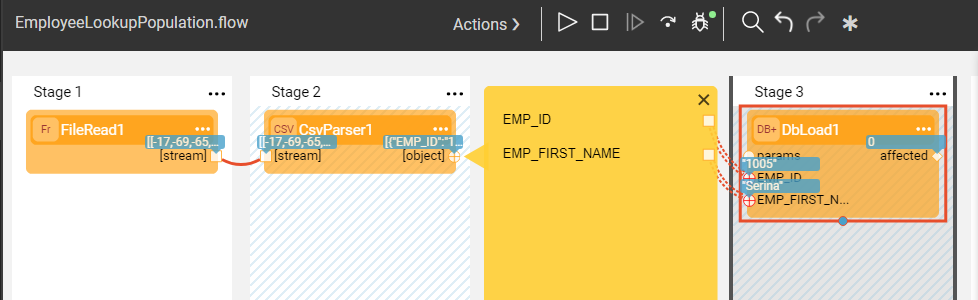 EmployeeLookupPopulation.flow
Actions
Stage 1
Fr FileRead1
[[-17,-69,-65,...
[stream]
Stage 2
CSV CsvParser1
[[-17,-69,-65,...
[{"EMP_ID":"1...
[stream]
[object]
EMP_ID
EMP_FIRST_NAME
Stage 3
DB+ DbLoad1
0
params
affected
"1005"
EMP_ID
"Serina"
EMP_FIRST_N...